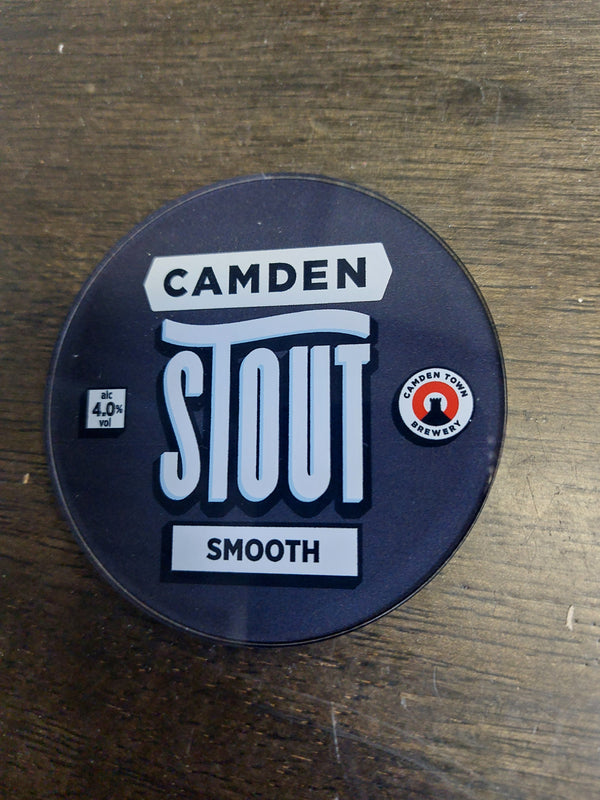 CAMDEN
STOUT
alc
4.0%
vol
CAMDEN TOWN
BREWERY
SMOOTH